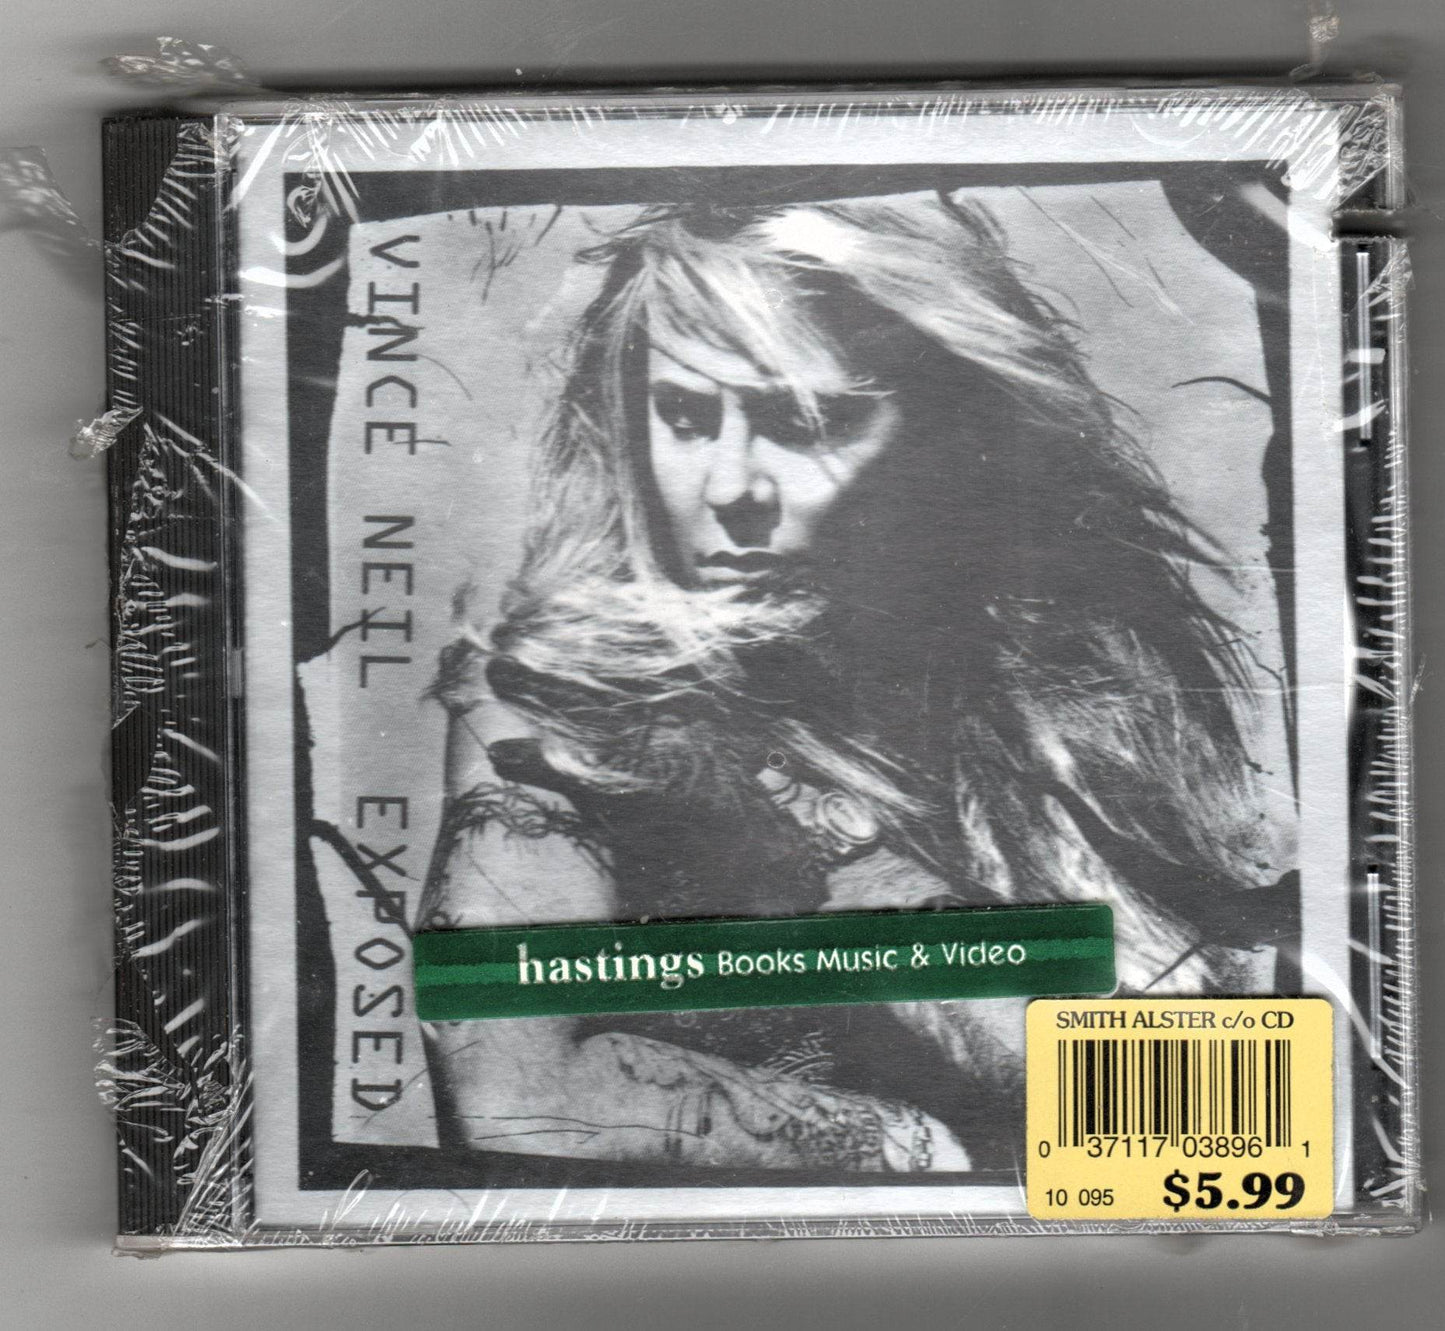 VINCE NEIL EXPOSED
hastings Books Music & Video
SMITH ALSTER c/o CD
0 37117 03896 1
10 095 $5.99